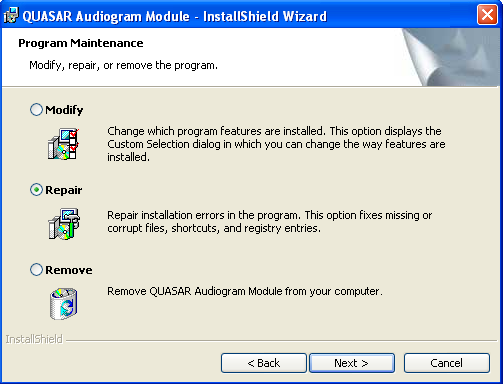 QUASAR Audiogram Module - InstallShield Wizard
Program Maintenance
Modify, repair, or remove the program.
Modify
Change which program features are installed. This option displays the
Custom Selection dialog in which you can change the way features are
installed.
Repair
Repair installation errors in the program. This option fixes missing or
corrupt files, shortcuts, and registry entries.
Remove
Remove QUASAR Audiogram Module from your computer.
InstallShield
< Back
Next >
Cancel